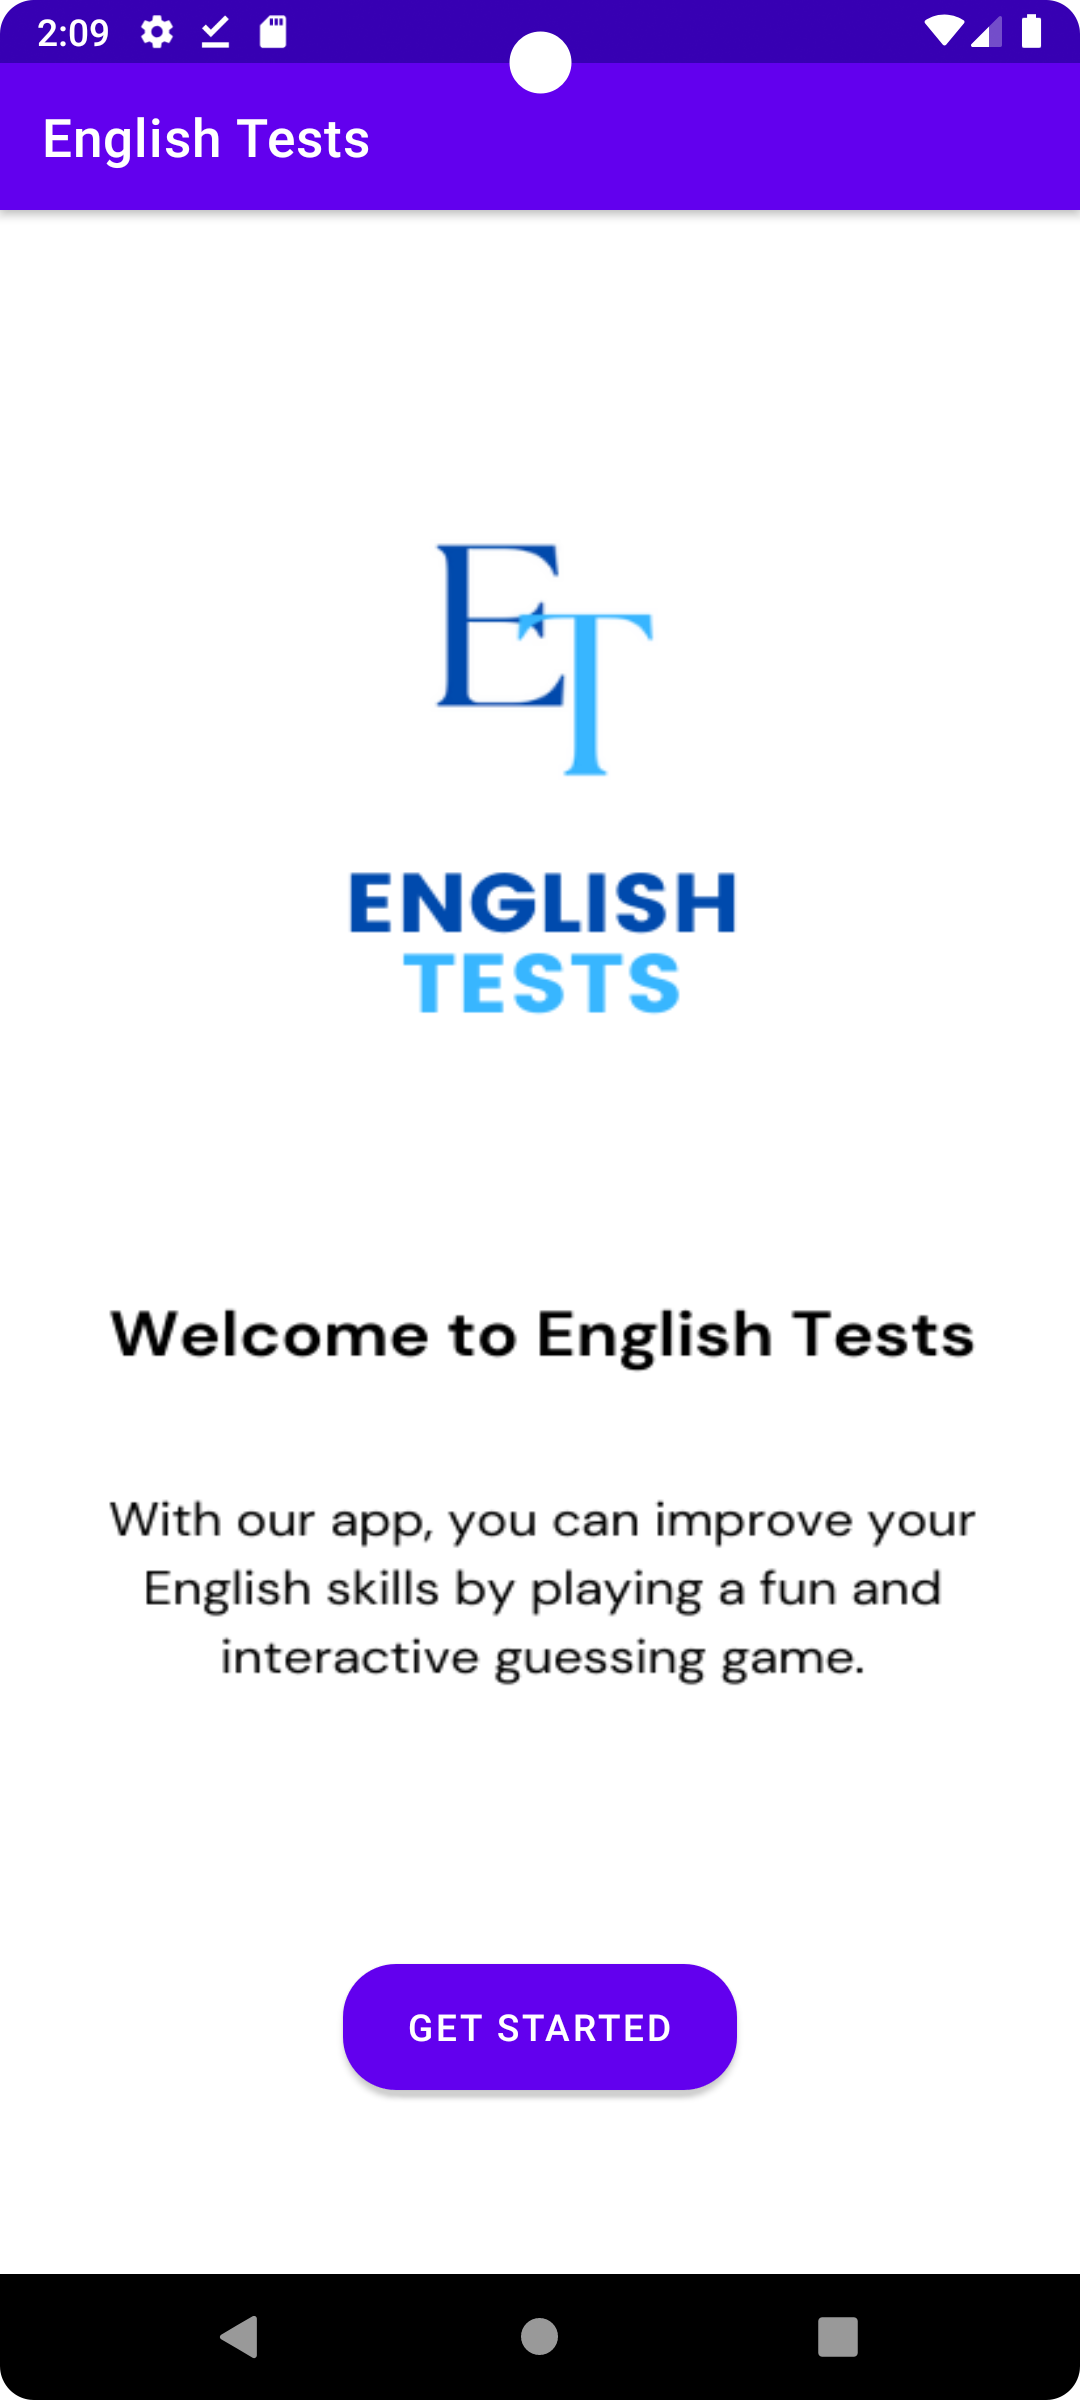 2:09
English Tests
ET
ENGLISH
TESTS
Welcome to English Tests
With our app, you can improve your
English skills by playing a fun and
interactive guessing game.
GET STARTED